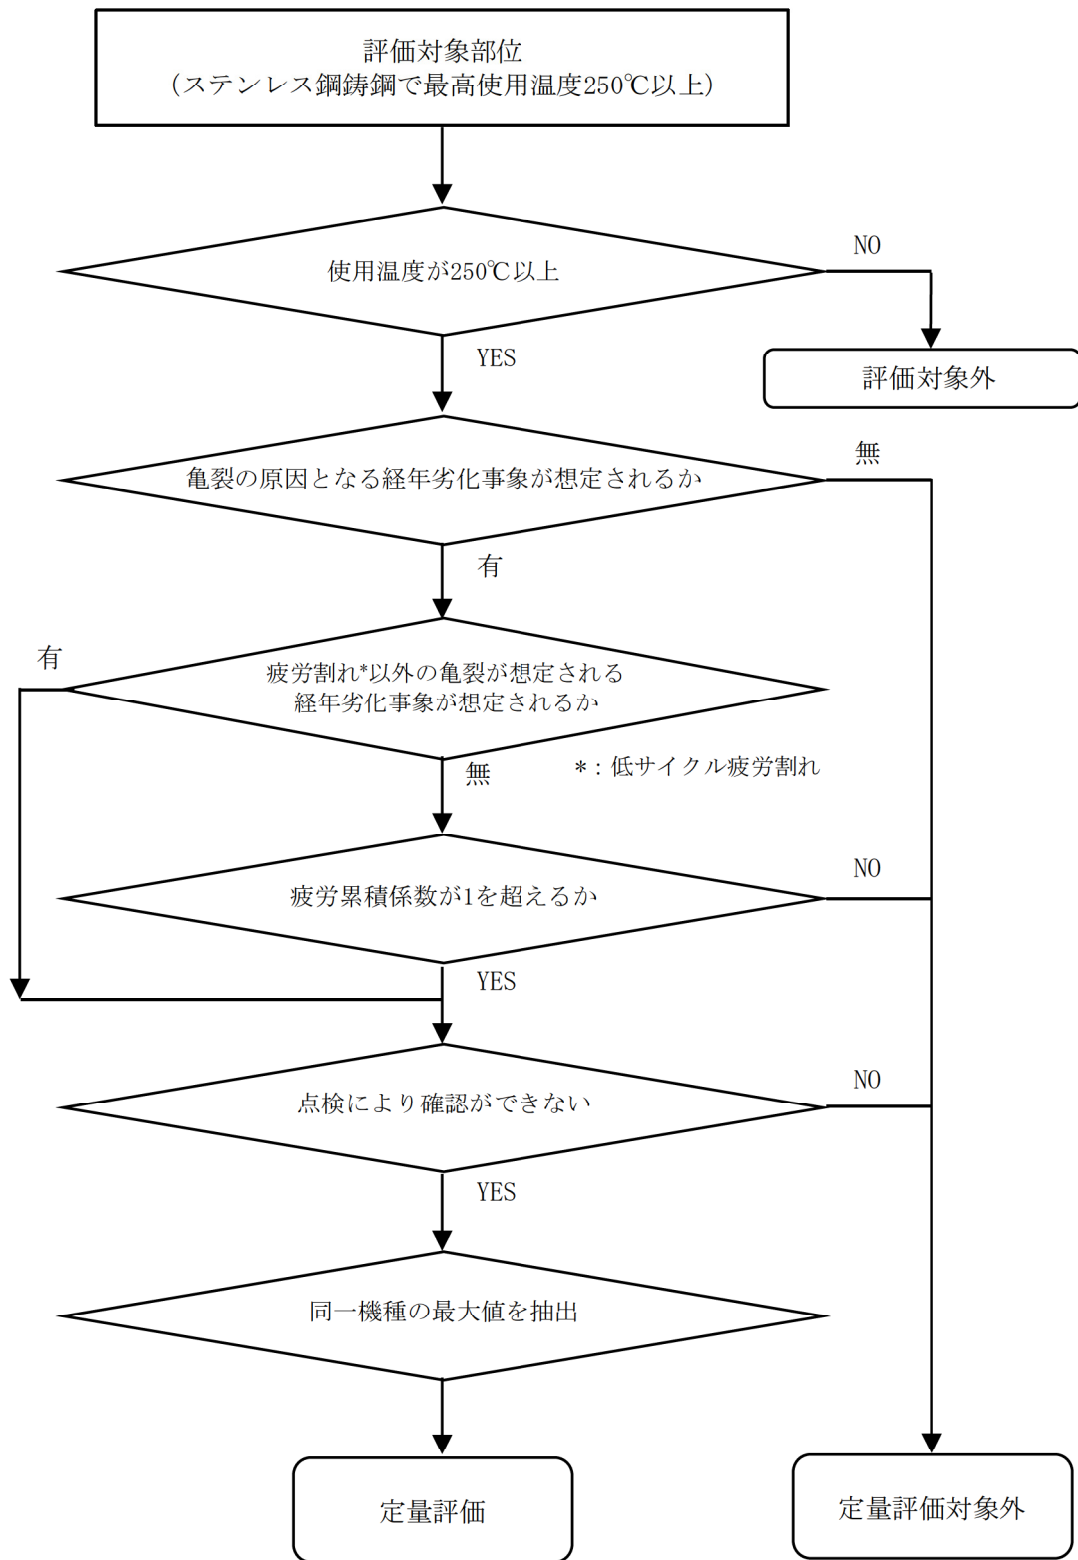 評価対象部位
(ステンレス鋼鋳鋼で最高使用温度250℃以上)
使用温度が250℃以上
NO
YES
評価対象外
亀裂の原因となる経年劣化事象が想定されるか
無
有
有
疲労割れ*以外の亀裂が想定される
経年劣化事象が想定されるか
無
*:低サイクル疲労割れ
疲労累積係数が1を超えるか
NO
YES
点検により確認ができない
NO
YES
同一機種の最大値を抽出
定量評価
定量評価対象外